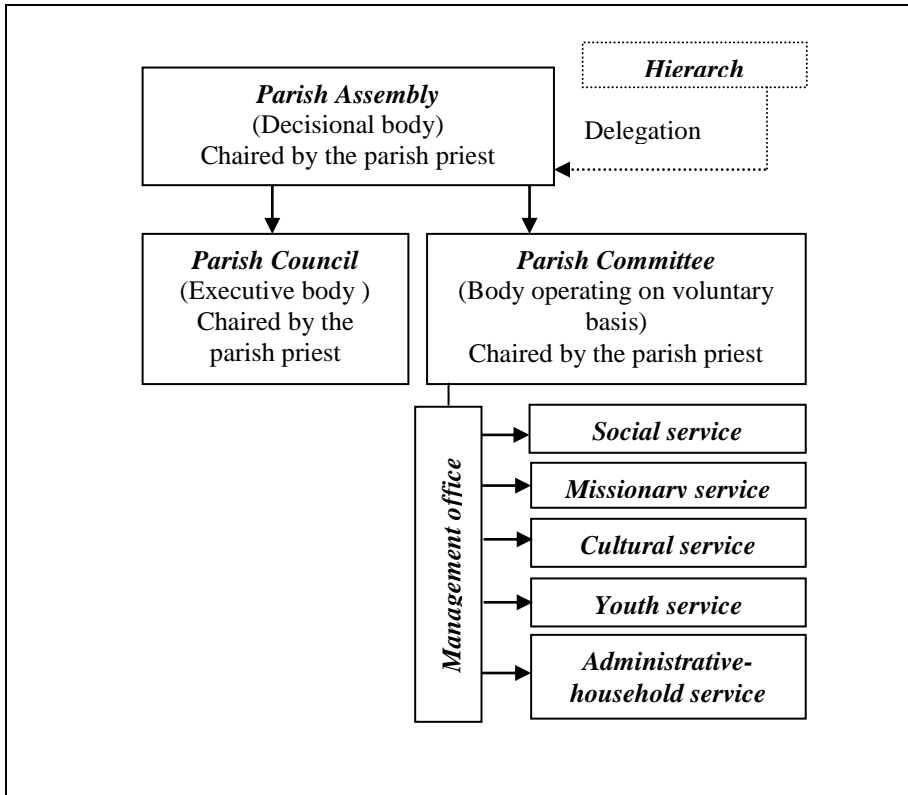 Hierarch
Parish Assembly
(Decisional body)
Chaired by the parish priest
Delegation
Parish Council
(Executive body )
Chaired by the
parish priest
Parish Committee
(Body operating on voluntary
basis)
Chaired by the parish priest
Management office
Social service
Missionary service
Cultural service
Youth service
Administrative-
household service